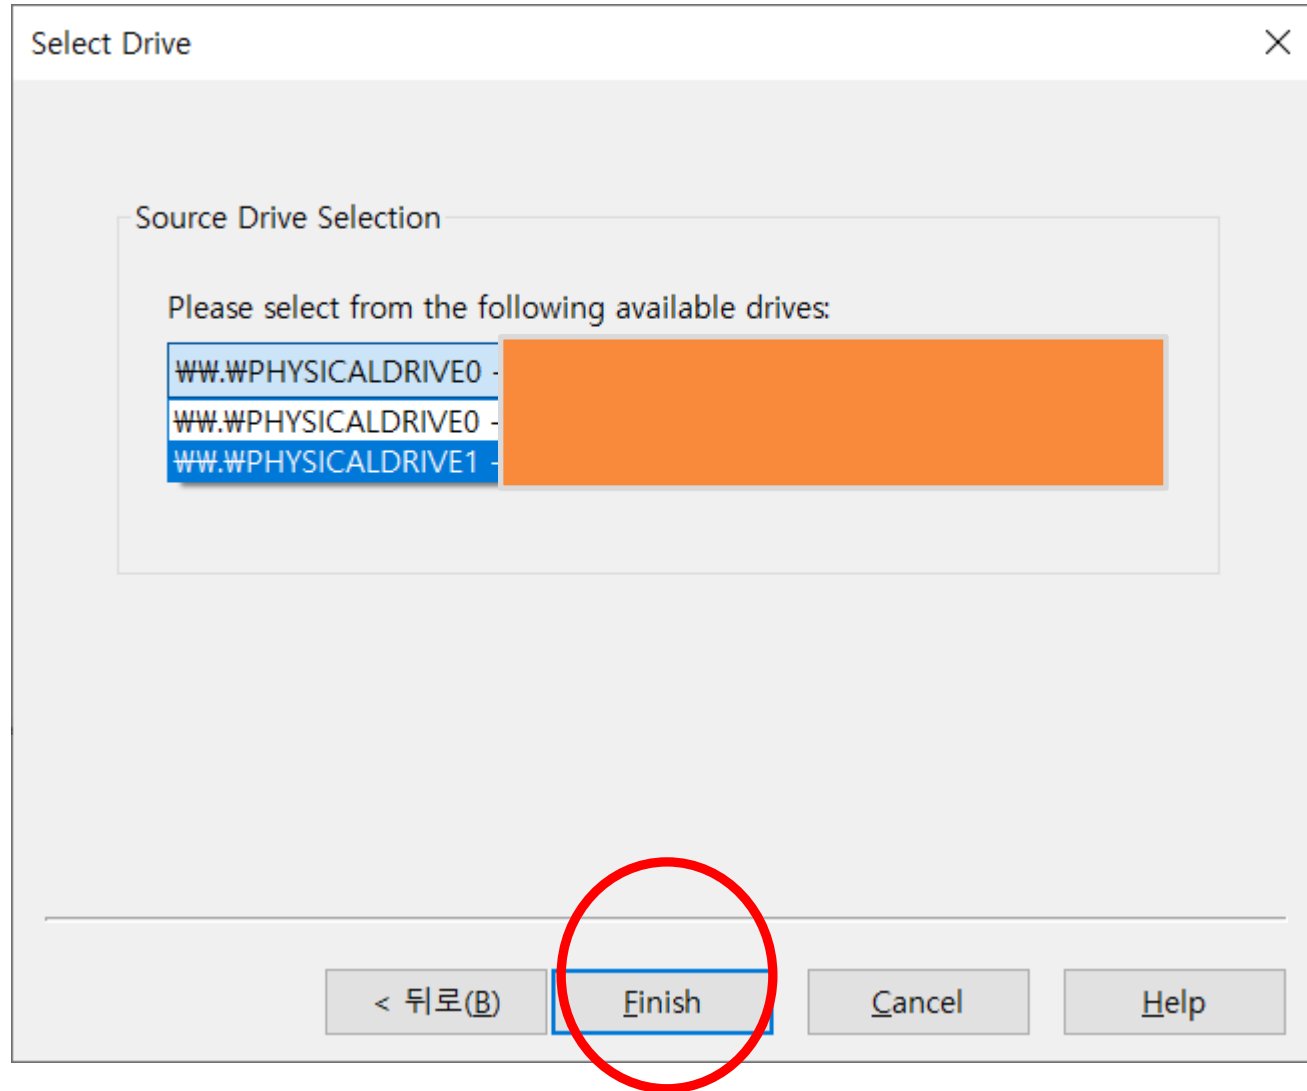 Select Drive
Source Drive Selection
Please select from the following available drives:
₩₩.₩PHYSICALDRIVE0 -
₩₩.₩PHYSICALDRIVE0 -
₩₩.₩PHYSICALDRIVE1 -
< 뒤로(B) Finish Cancel Help